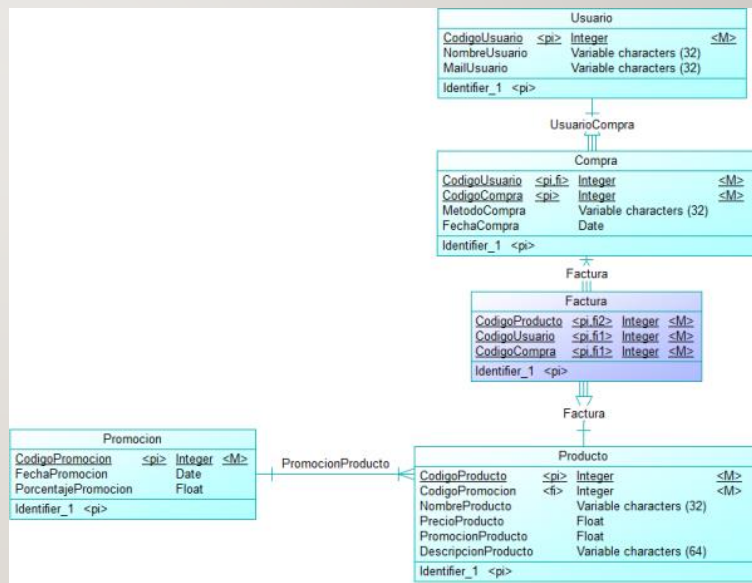 Usuario
CodigoUsuario <pi> Integer <M>
NombreUsuario Variable characters (32)
MailUsuario Variable characters (32)
Identifier_1 <pi>
UsuarioCompra
Compra
CodigoUsuario <pi,fi> Integer <M>
CodigoCompra <pi> Integer <M>
MetodoCompra Variable characters (32)
FechaCompra Date
Identifier_1 <pi>
Factura
Factura
CodigoProducto <pi,fi2> Integer <M>
CodigoUsuario <pi,fi1> Integer <M>
CodigoCompra <pi,fi1> Integer <M>
Identifier_1 <pi>
Factura
Promocion
CodigoPromocion <pi> Integer <M>
FechaPromocion Date
PorcentajePromocion Float
Identifier_1 <pi>
PromocionProducto
Producto
CodigoProducto <pi> Integer <M>
CodigoPromocion <fi> Integer <M>
NombreProducto Variable characters (32)
PrecioProducto Float
PromocionProducto Float
DescripcionProducto Variable characters (64)
Identifier_1 <pi>